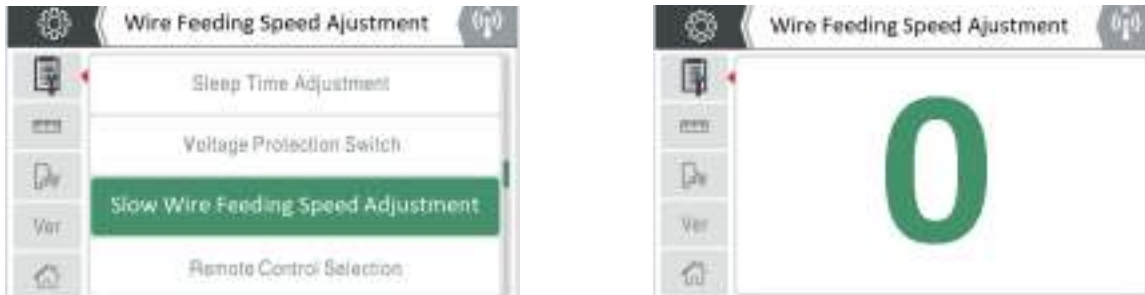 Wire Feeding Speed Ajustment
Sleep Time Adjustment
Voltage Protection Switch
Slow Wire Feeding Speed Adjustment
Remote Control Selection
Ver
Wire Feeding Speed Ajustment
0
Ver